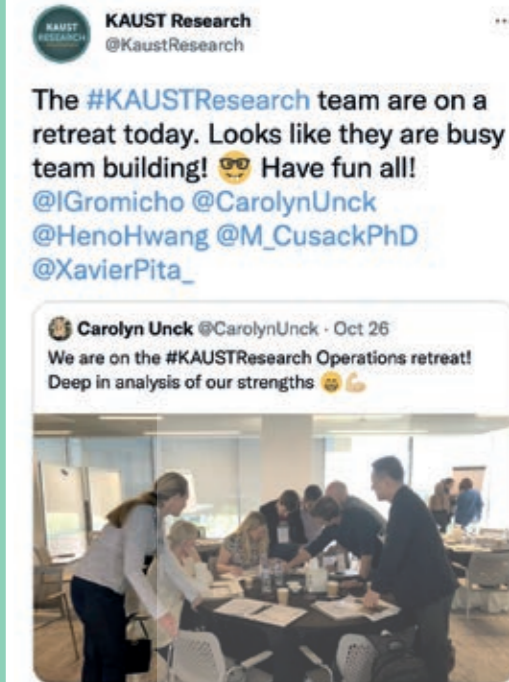 KAUST
RESEARCH
KAUST Research
@KaustResearch
The #KAUSTResearch team are on a
retreat today. Looks like they are busy
team building! 🤓 Have fun all!
@IGromicho @CarolynUnck
@HenoHwang @M_CusackPhD
@XavierPita_
Carolyn Unck @CarolynUnck · Oct 26
We are on the #KAUSTResearch Operations retreat!
Deep in analysis of our strengths 😄💪🏼